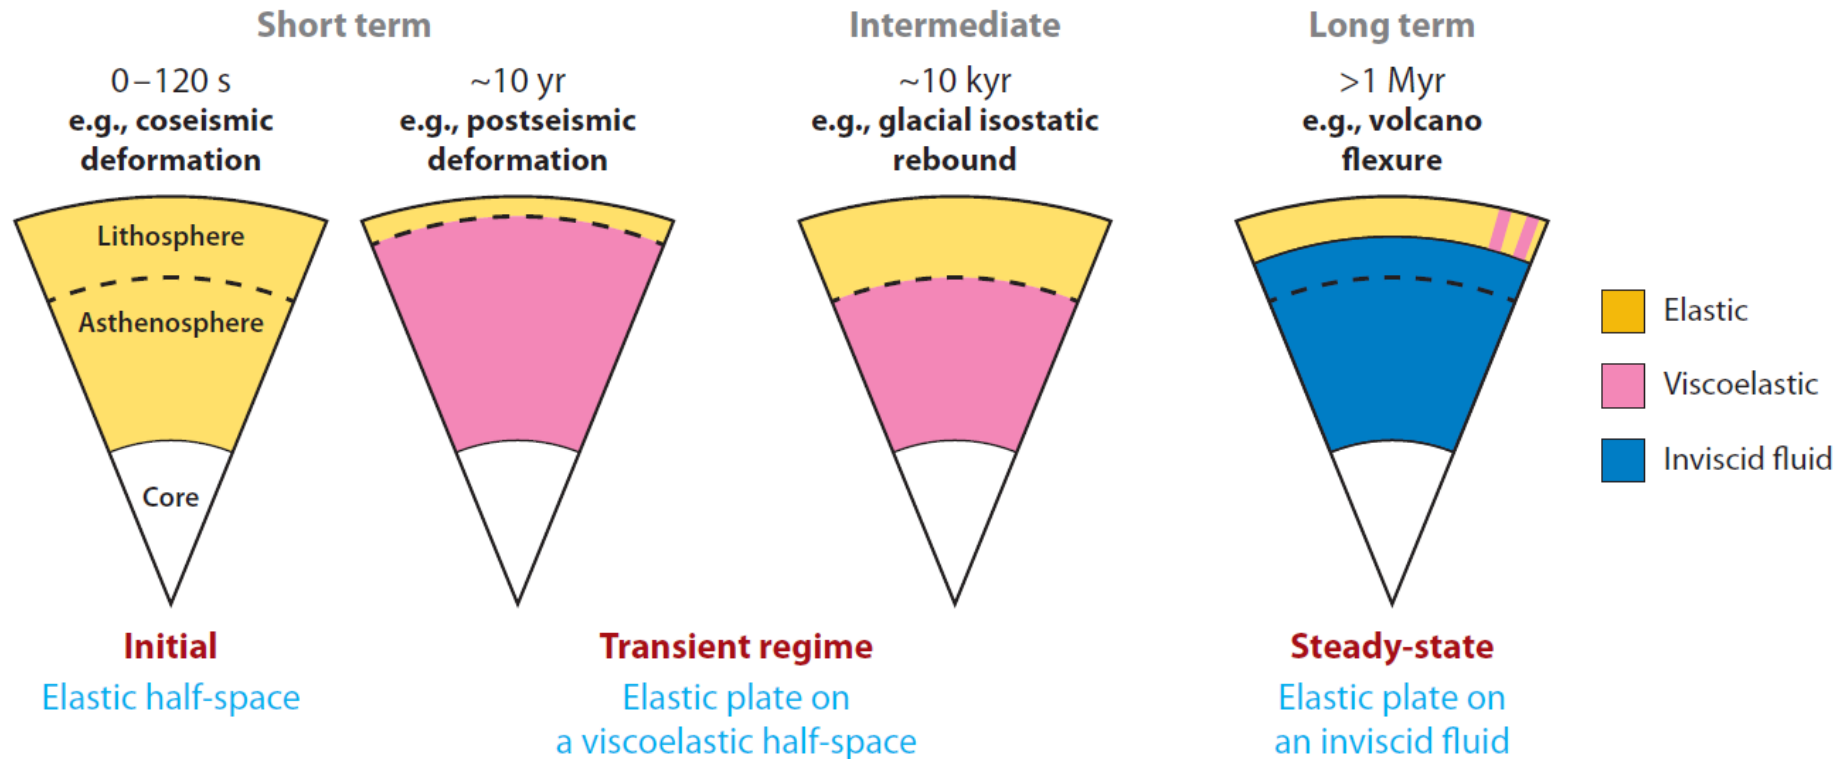 Short term
Intermediate
Long term
0–120 s
e.g., coseismic
deformation
~10 yr
e.g., postseismic
deformation
~10 kyr
e.g., glacial isostatic
rebound
>1 Myr
e.g., volcano
flexure
Lithosphere
Asthenosphere
Core
Elastic
Viscoelastic
Inviscid fluid
Initial
Elastic half-space
Transient regime
Elastic plate on
a viscoelastic half-space
Steady-state
Elastic plate on
an inviscid fluid